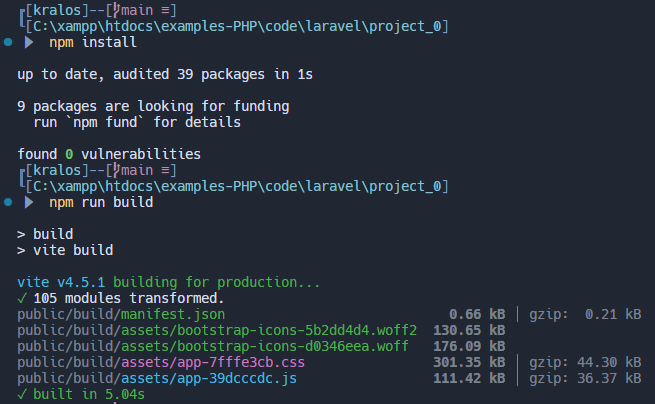 [kralos]--[main ≡]
[C:\xampp\htdocs\examples-PHP\code\laravel\project_0]
npm install
up to date, audited 39 packages in 1s
9 packages are looking for funding
run `npm fund` for details
found 0 vulnerabilities
[kralos]--[main ≡]
[C:\xampp\htdocs\examples-PHP\code\laravel\project_0]
npm run build
> build
> vite build
vite v4.5.1 building for production...
✓ 105 modules transformed.
public/build/manifest.json 0.66 kB │ gzip: 0.21 kB
public/build/assets/bootstrap-icons-5b2dd4d4.woff2 130.65 kB
public/build/assets/bootstrap-icons-d0346eea.woff 176.09 kB
public/build/assets/app-7fffe3cb.css 301.35 kB │ gzip: 44.30 kB
public/build/assets/app-39dcccdc.js 111.42 kB │ gzip: 36.37 kB
✓ built in 5.04s